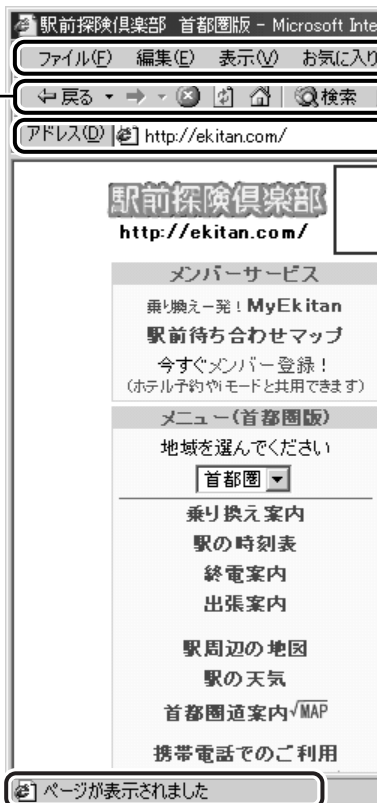 駅前探険倶楽部 首都圏版 - Microsoft Inte
ファイル(F) 編集(E) 表示(V) お気に入り
戻る 検索
アドレス(D) http://ekitan.com/
駅前探険倶楽部
http://ekitan.com/
メンバーサービス
乗り換え一発！MyEkitan
駅前待ち合わせマップ
今すぐメンバー登録！
(ホテル予約やiモードと共用できます)
メニュー(首都圏版)
地域を選んでください
首都圏
乗り換え案内
駅の時刻表
終電案内
出張案内
駅周辺の地図
駅の天気
首都圏道案内√MAP
携帯電話でのご利用
ページが表示されました